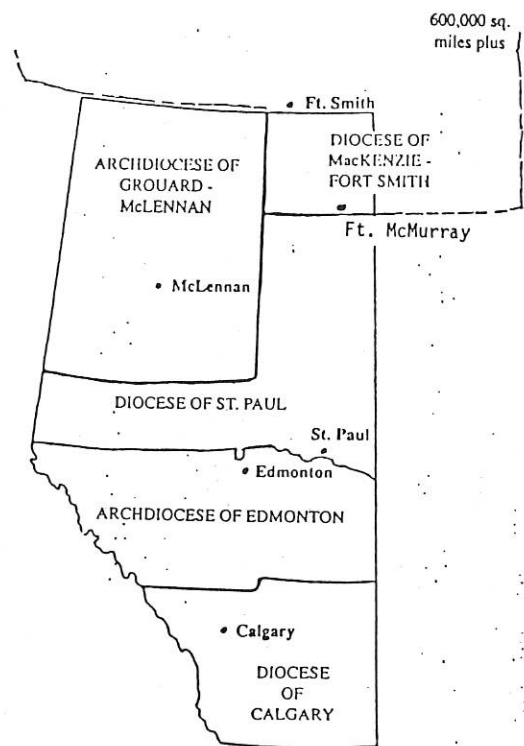 600,000 sq.
miles plus
Ft. Smith
DIOCESE OF
MacKENZIE -
FORT SMITH
ARCHDIOCESE OF
GROUARD -
McLENNAN
Ft. McMurray
McLennan
DIOCESE OF ST. PAUL
St. Paul
Edmonton
ARCHDIOCESE OF EDMONTON
Calgary
DIOCESE
OF
CALGARY